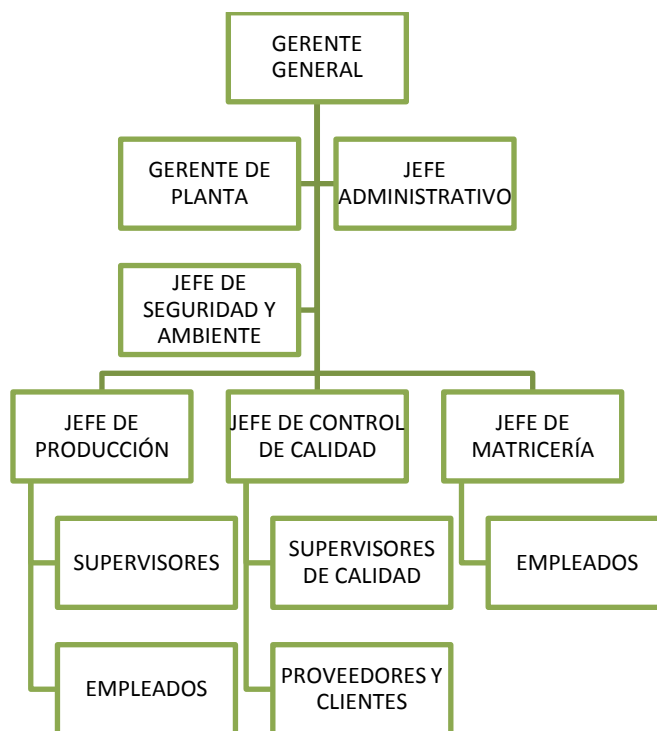 GERENTE
GENERAL
GERENTE DE
PLANTA
JEFE
ADMINISTRATIVO
JEFE DE
SEGURIDAD Y
AMBIENTE
JEFE DE
PRODUCCIÓN
JEFE DE CONTROL
DE CALIDAD
JEFE DE
MATRICERÍA
SUPERVISORES
SUPERVISORES
DE CALIDAD
EMPLEADOS
EMPLEADOS
PROVEEDORES Y
CLIENTES